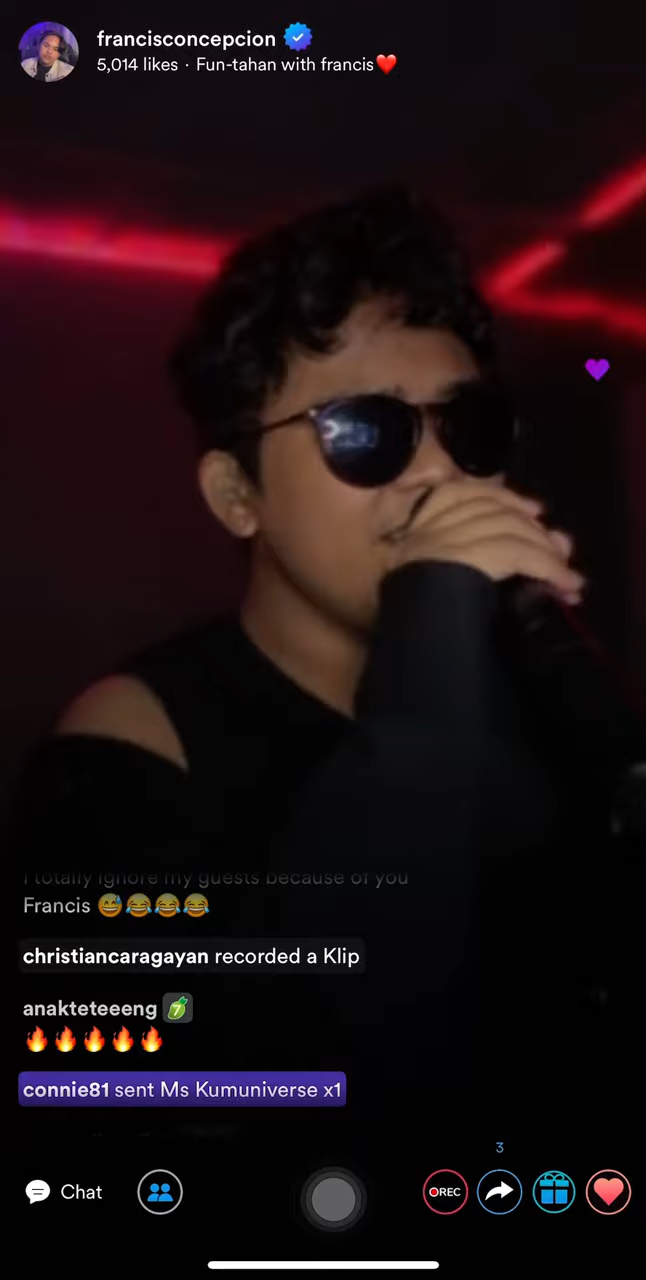 francisconcepcion
5,014 likes · Fun-tahan with francis❤️
I totally ignore my guests because of you
Francis 😅😂😂😂
christiancaragayan recorded a Klip
anakteteeeng 7
🔥🔥🔥🔥🔥
connie81 sent Ms Kumuniverse x1
3
Chat
REC